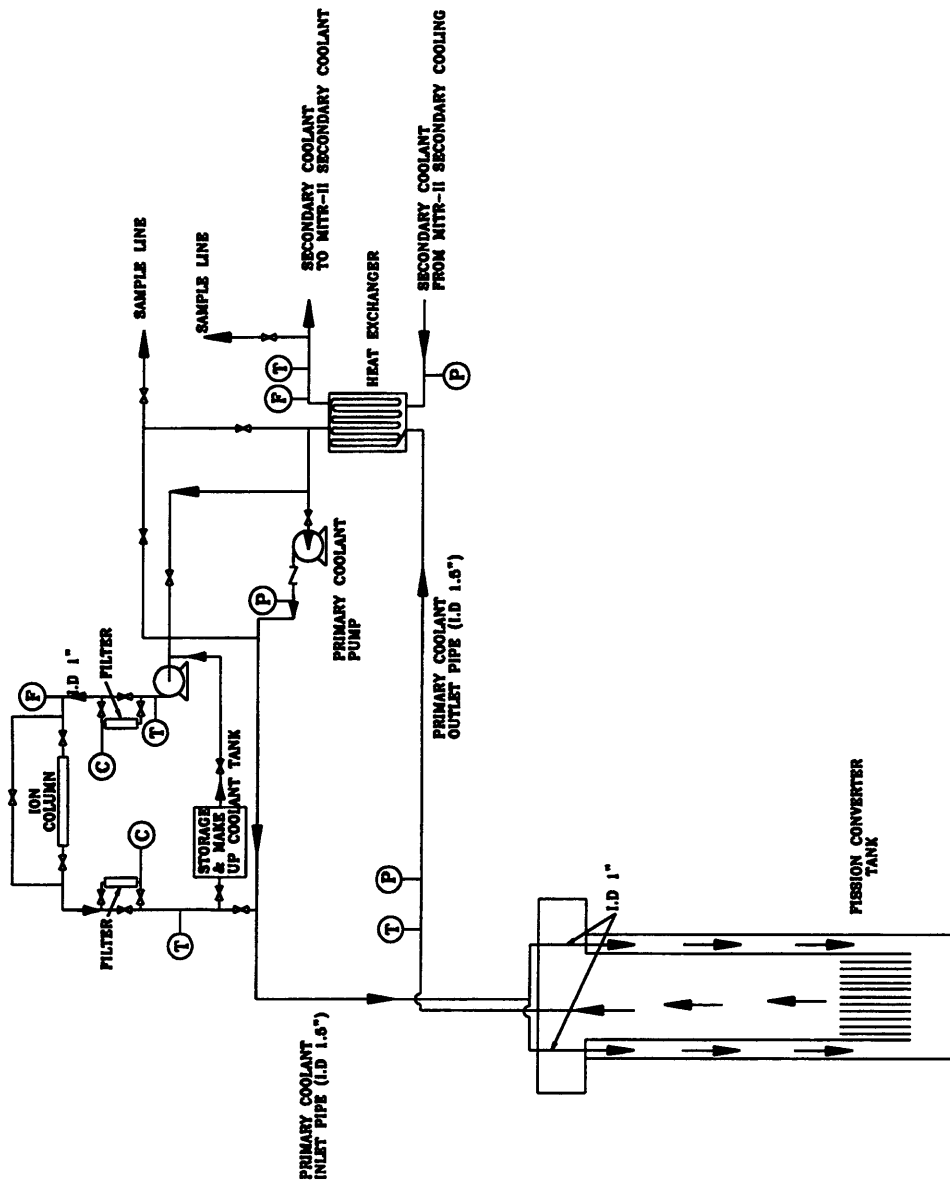 SAMPLE LINE
SAMPLE LINE
SECONDARY COOLANT
TO MITR-II SECONDARY COOLANT
F
T
HEAT EXCHANGER
SECONDARY COOLANT
FROM MITR-II SECONDARY COOLING
P
F
I.D 1"
FILTER
T
C
ION
COLUMN
C
FILTER
T
STORAGE
& MAKE
UP COOLANT TANK
P
PRIMARY COOLANT
PUMP
PRIMARY COOLANT
OUTLET PIPE (I.D 1.5")
P
T
PRIMARY COOLANT
INLET PIPE (I.D 1.5")
I.D 1"
FISSION CONVERTER
TANK